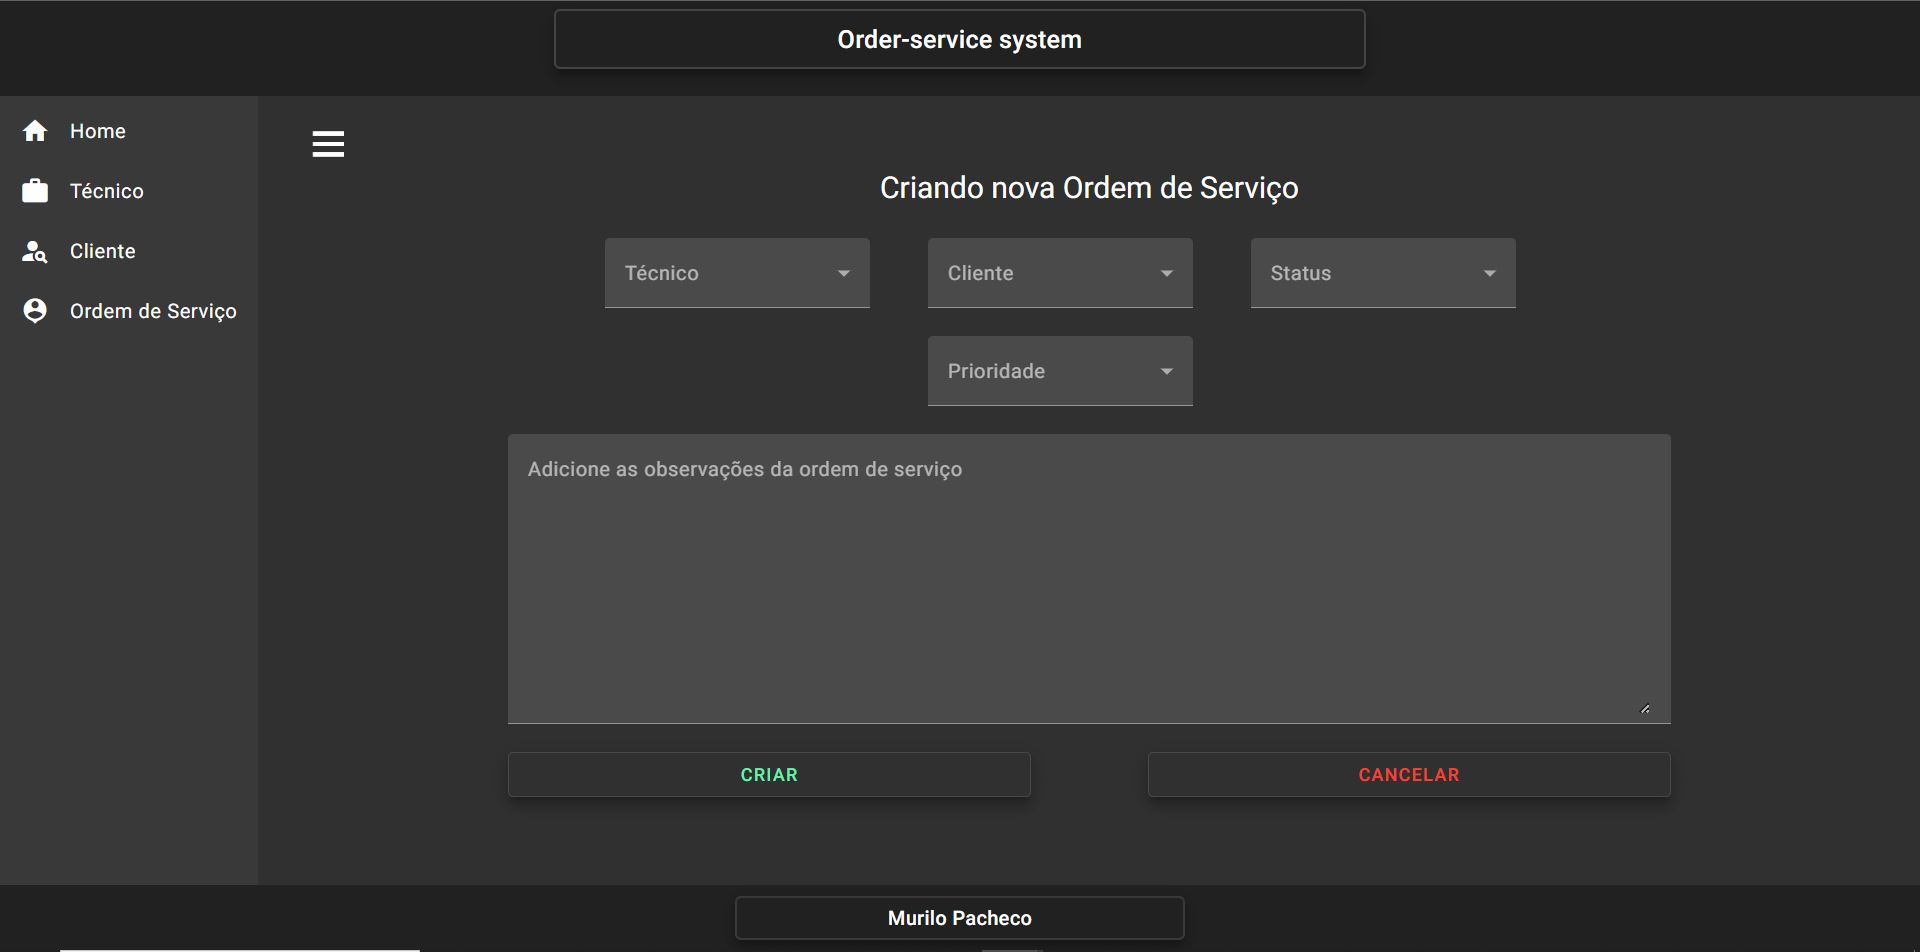 Order-service system
Home
Técnico
Cliente
Ordem de Serviço
Criando nova Ordem de Serviço
Técnico
Cliente
Status
Prioridade
Adicione as observações da ordem de serviço
CRIAR
CANCELAR
Murilo Pacheco